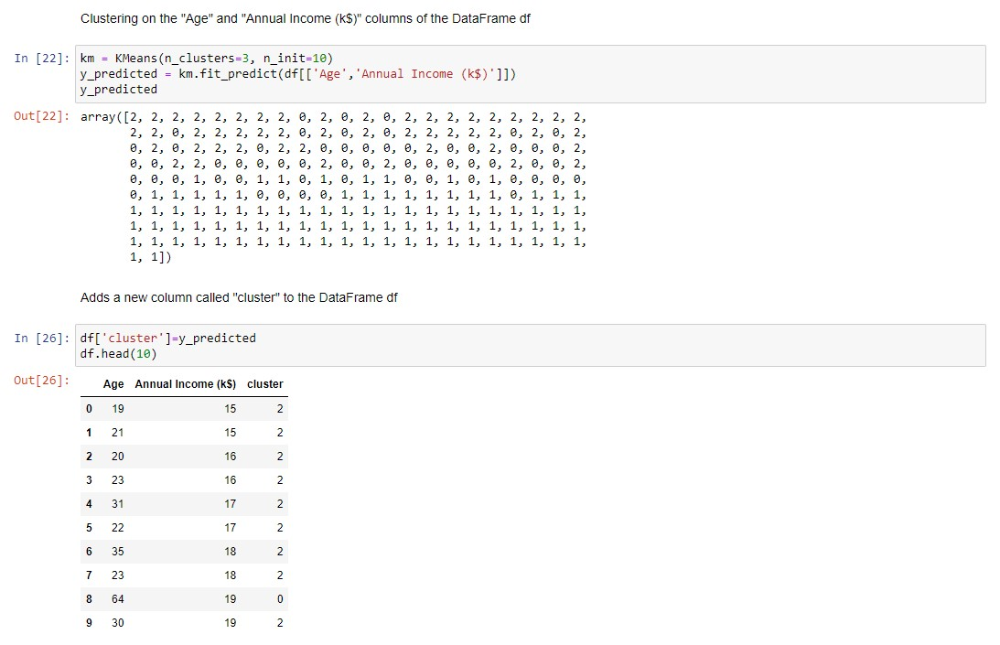 Clustering on the "Age" and "Annual Income (k$)" columns of the DataFrame df
In [22]: km = KMeans(n_clusters=3, n_init=10)
y_predicted = km.fit_predict(df[['Age','Annual Income (k$)']])
y_predicted
Out[22]: array([2, 2, 2, 2, 2, 2, 2, 2, 0, 2, 0, 2, 0, 2, 2, 2, 2, 2, 2, 2, 2, 2,
2, 2, 0, 2, 2, 2, 2, 2, 0, 2, 0, 2, 0, 2, 2, 2, 2, 2, 0, 2, 0, 2,
0, 2, 0, 2, 2, 2, 0, 2, 2, 0, 0, 0, 0, 0, 2, 0, 0, 2, 0, 0, 0, 2,
0, 0, 2, 2, 0, 0, 0, 0, 0, 2, 0, 0, 2, 0, 0, 0, 0, 0, 2, 0, 0, 2,
0, 0, 0, 1, 0, 0, 1, 1, 0, 1, 0, 1, 1, 0, 0, 1, 0, 1, 0, 0, 0, 0,
0, 1, 1, 1, 1, 1, 0, 0, 0, 0, 1, 1, 1, 1, 1, 1, 1, 1, 0, 1, 1, 1,
1, 1, 1, 1, 1, 1, 1, 1, 1, 1, 1, 1, 1, 1, 1, 1, 1, 1, 1, 1, 1, 1,
1, 1, 1, 1, 1, 1, 1, 1, 1, 1, 1, 1, 1, 1, 1, 1, 1, 1, 1, 1, 1, 1,
1, 1, 1, 1, 1, 1, 1, 1, 1, 1, 1, 1, 1, 1, 1, 1, 1, 1, 1, 1, 1, 1,
1, 1])
Adds a new column called "cluster" to the DataFrame df
In [26]: df['cluster']=y_predicted
df.head(10)
Out[26]:
Age Annual Income (k$) cluster
0 19 15 2
1 21 15 2
2 20 16 2
3 23 16 2
4 31 17 2
5 22 17 2
6 35 18 2
7 23 18 2
8 64 19 0
9 30 19 2